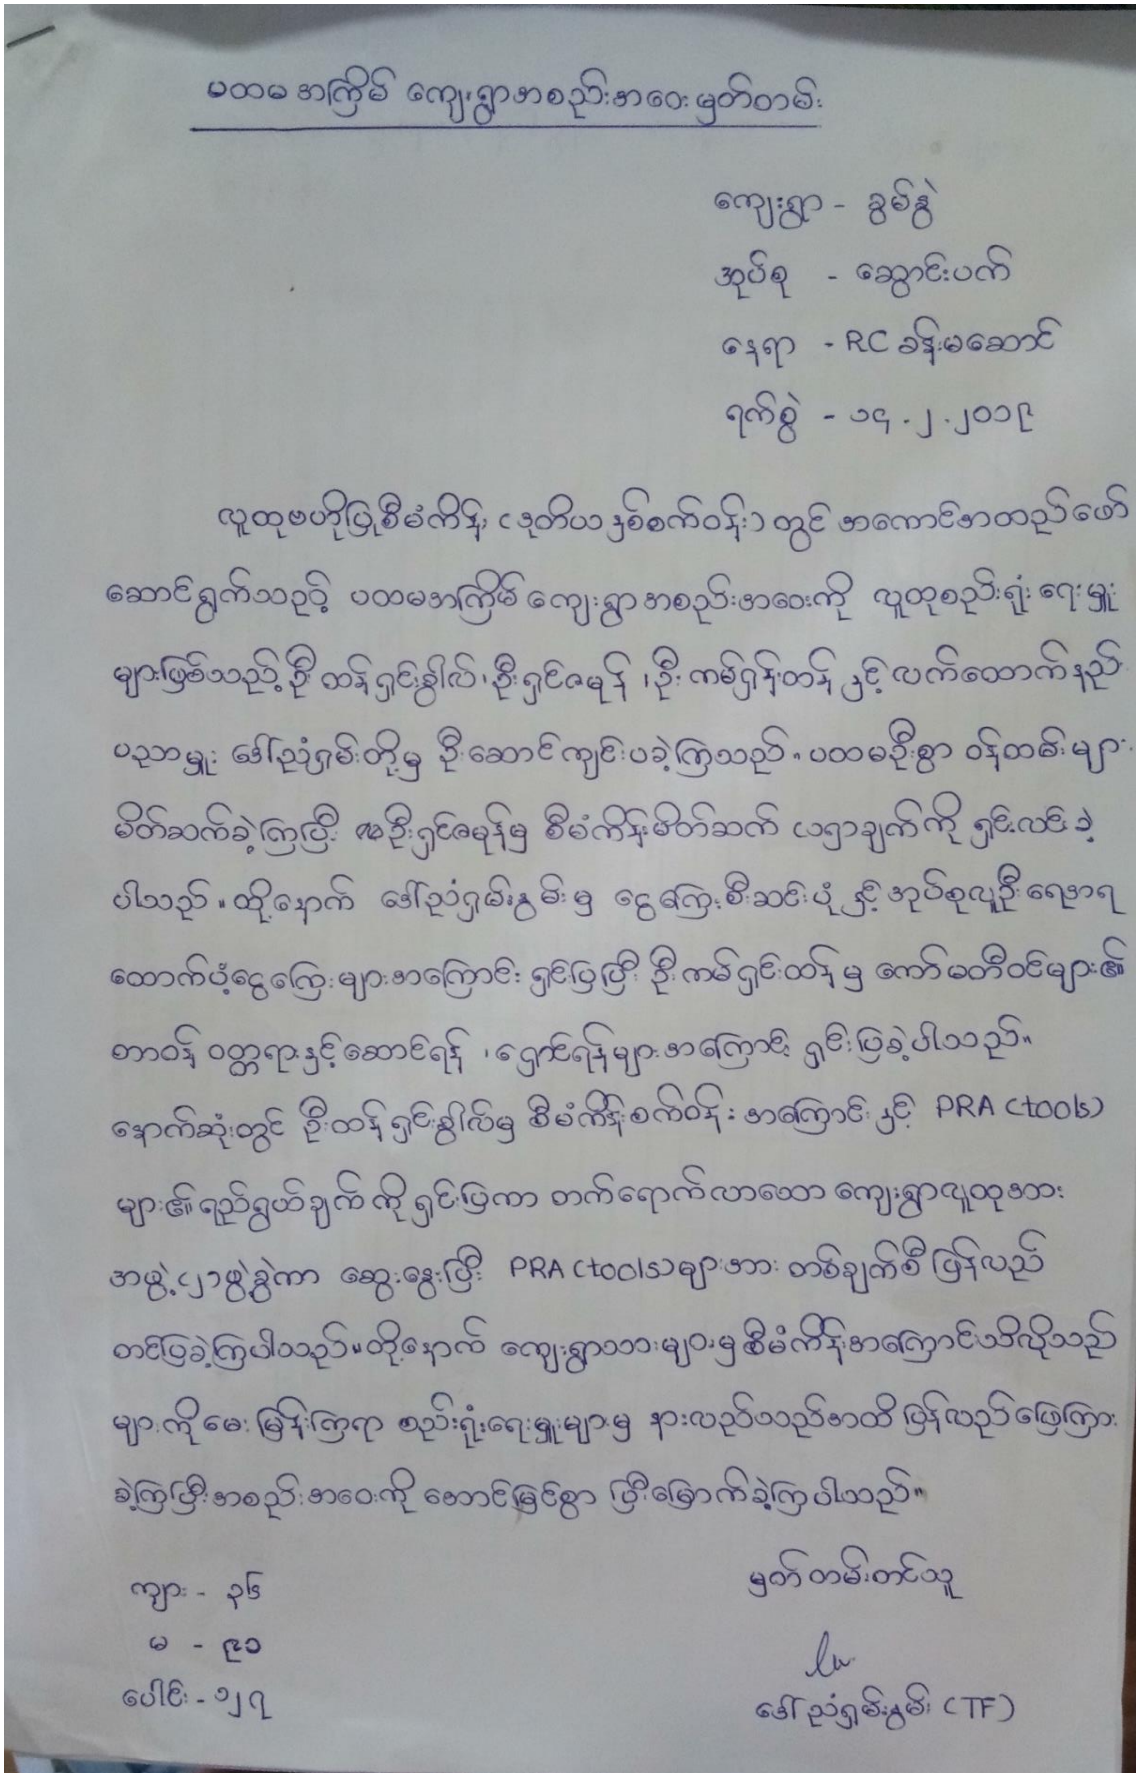 ပထမအကြိမ် ကျေးရွာအစည်းအဝေးမှတ်တမ်း
ကျေးရွာ - ခွမ်နွဲ
အုပ်စု - ဆွောင်းပက်
နေရာ - RC ခန်းမဆောင်
ရက်စွဲ - ၁၄.၂.၂၀၁၉
လူထုဗဟိုပြုစီမံကိန်း (ဒုတိယနှစ်စက်ဝန်း) တွင် အကောင်အထည်ဖော်
ဆောင်ရွက်သည့် ပထမအကြိမ် ကျေးရွာအစည်းအဝေးကို လူထုစည်းရုံးရေးမှူး
များဖြစ်သည့် ဦးထန်ရှင်းနွါလ်၊ ဦးရှင်ဇမုန်၊ ဦးကမ်ရှိန်းထန် နှင့် လက်ထောက်နည်း
ပညာမှူး ဒေါ်ညုံ့ရှမ်းတို့မှ ဦးဆောင်ကျင်းပခဲ့ကြသည်။ ပထမဦးစွာ ဝန်ထမ်းများ
မိတ်ဆက်ခဲ့ကြပြီး ဦးရှင်ဇမုန်မှ စီမံကိန်းမိတ်ဆက် ပရာချက်ကို ရှင်းလင်းခဲ့
ပါသည်။ ထို့နောက် ဒေါ်ညုံရှမ်းနွမ်းမှ ငွေကြေးစီးဆင်းပုံ နှင့် အုပ်စုလူဦးရေအရ
ထောက်ပံ့ငွေကြေးများအကြောင်း ရှင်းပြပြီး ဦးကမ်ရှင်းထန်မှ ကော်မတီဝင်များ၏
တာဝန် ဝတ္တရားနှင့်ဆောင်ရန်၊ ရှောင်ရန်များအကြောင်း ရှင်းပြခဲ့ပါသည်။
နောက်ဆုံးတွင် ဦးထန်ရှင်းနွါလ်မှ စီမံကိန်းစက်ဝန်း အကြောင်း နှင့် PRA (tools)
များ၏ ရည်ရွယ်ချက်ကို ရှင်းပြကာ တက်ရောက်လာသော ကျေးရွာလူထုအား
အဖွဲ့(၂)ဖွဲ့ခွဲကာ ဆွေးနွေးပြီး PRA (tools)များအား တစ်ချက်စီ ပြန်လည်
တင်ပြခဲ့ကြပါသည်။ ထို့နောက် ကျေးရွာသားများမှ စီမံကိန်းအကြောင်သိလိုသည်
များကို မေးမြန်းကြရာ စည်းရုံးရေးမှူးများမှ နားလည်သည်အထိ ပြန်လည်ဖြေကြား
ခဲ့ကြပြီး အစည်းအဝေးကို အောင်မြင်စွာ ပြီးမြောက်ခဲ့ကြပါသည်။
မှတ်တမ်းတင်သူ
ကျား - ၃၆
မ - ၉၁
ပေါင်း - ၁၂၇
ဒေါ်ညုံရှမ်းနွမ်း (TF)